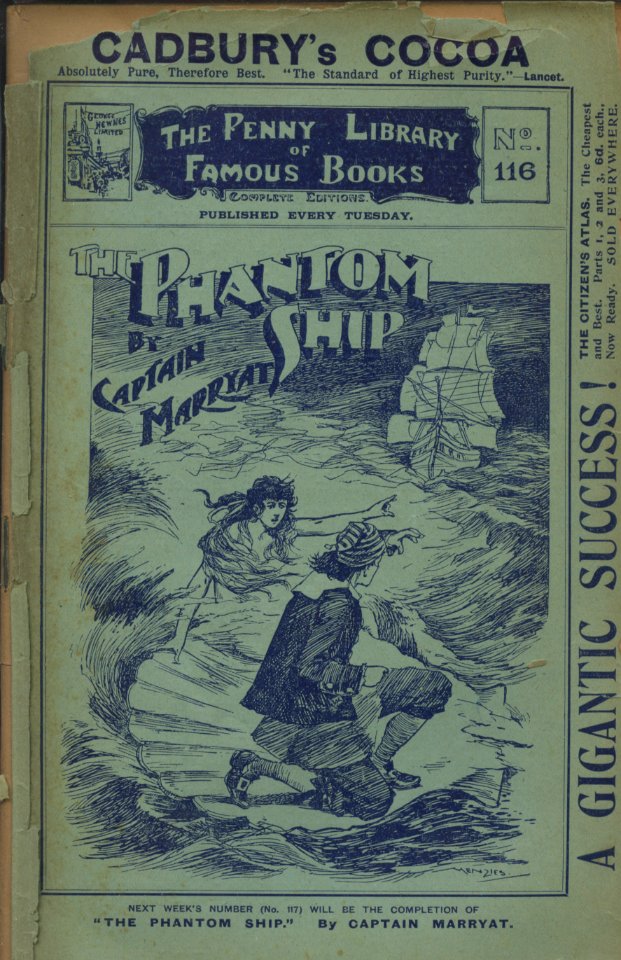 CADBURY's COCOA
Absolutely Pure, Therefore Best. "The Standard of Highest Purity."—Lancet.
GEORGE
NEWNES
LIMITED
THE PENNY LIBRARY
OF
FAMOUS BOOKS
COMPLETE EDITIONS.
PUBLISHED EVERY TUESDAY.
No.
116
THE PHANTOM
SHIP
BY
CAPTAIN
MARRYAT
MENZIES
NEXT WEEK'S NUMBER (No. 117) WILL BE THE COMPLETION OF
"THE PHANTOM SHIP." By CAPTAIN MARRYAT.
A GIGANTIC SUCCESS!
THE CITIZEN'S ATLAS. The Cheapest
and Best. Parts 1, 2 and 3, 6d. each.,
Now Ready. SOLD EVERYWHERE.